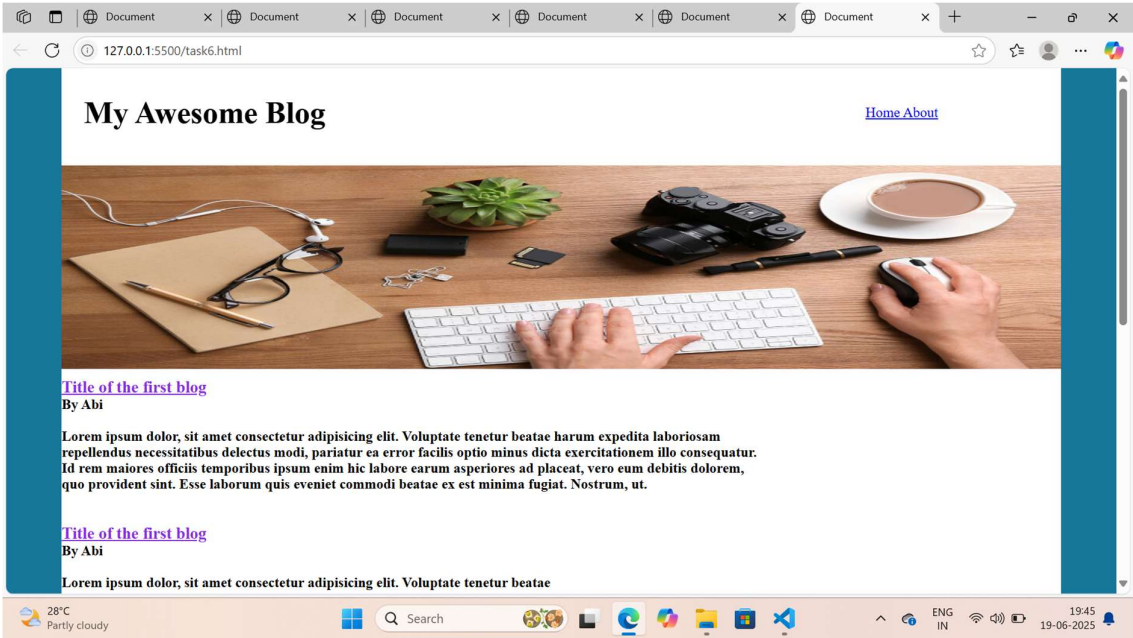 Document
Document
Document
Document
Document
Document
127.0.0.1:5500/task6.html
My Awesome Blog
Home About
Title of the first blog
By Abi
Lorem ipsum dolor, sit amet consectetur adipisicing elit. Voluptate tenetur beatae harum expedita laboriosam
repellendus necessitatibus delectus modi, pariatur ea error facilis optio minus dicta exercitationem illo consequatur.
Id rem maiores officiis temporibus ipsum enim hic labore earum asperiores ad placeat, vero eum debitis dolorem,
quo provident sint. Esse laborum quis eveniet commodi beatae ex est minima fugiat. Nostrum, ut.
Title of the first blog
By Abi
Lorem ipsum dolor, sit amet consectetur adipisicing elit. Voluptate tenetur beatae
28°C
Partly cloudy
Search
ENG
IN
19:45
19-06-2025